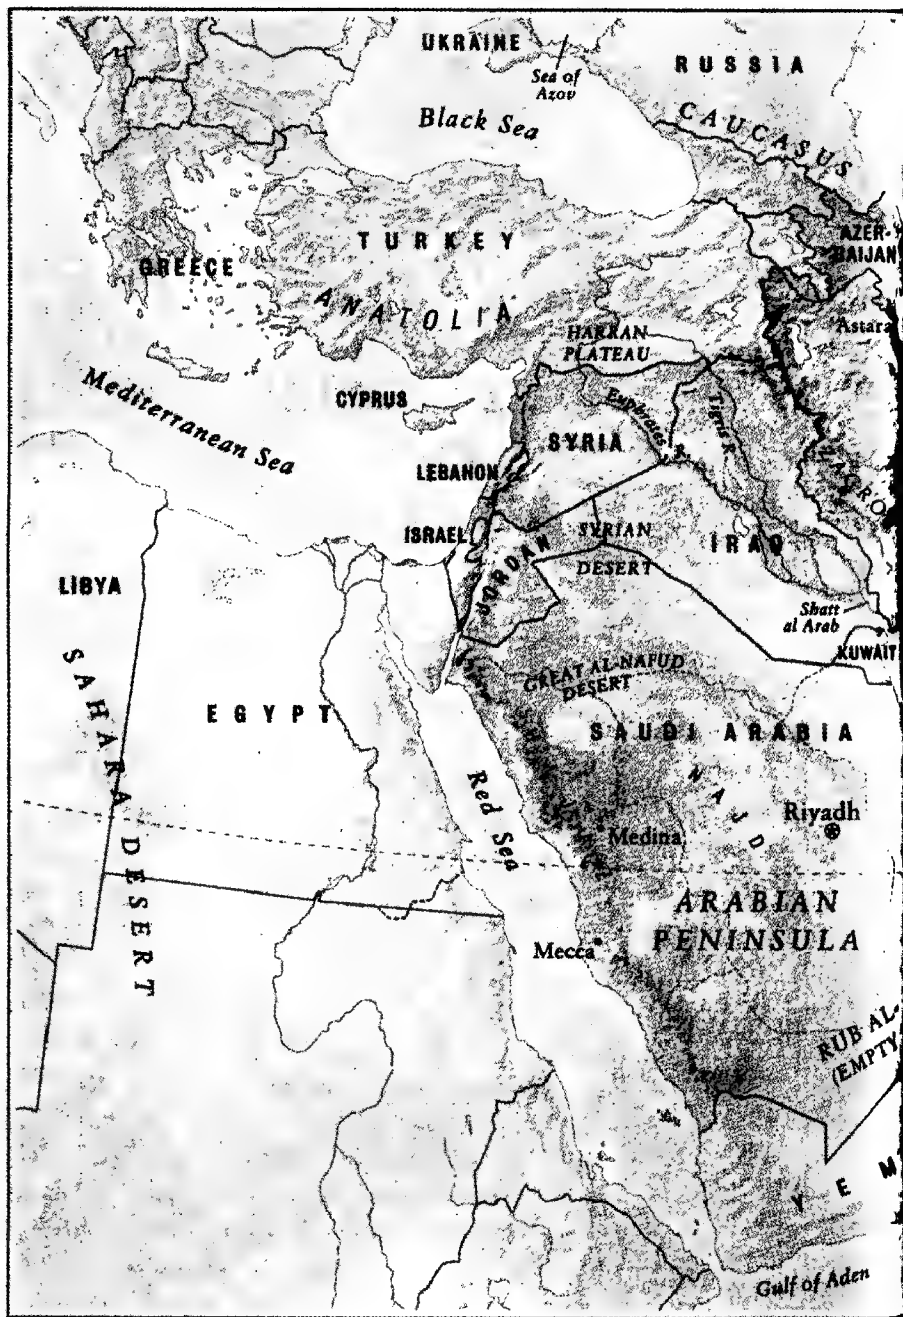 UKRAINE
Sea of
Azov
RUSSIA
Black Sea
CAUCASUS
AZER-
BAIJAN
TURKEY
GREECE
ANATOLIA
Astara
HARRAN
PLATEAU
Mediterranean Sea
CYPRUS
Euphrates
Tigris R.
SYRIA
ZAGRO
LEBANON
ISRAEL
JORDAN
SYRIAN
DESERT
IRAQ
LIBYA
Shatt
al Arab
KUWAIT
GREAT AL-NAFUD
DESERT
SAHARA DESERT
EGYPT
SAUDI ARABIA
Red Sea
NAJD
Riyadh
Medina
ARABIAN
PENINSULA
Mecca
RUB AL-
(EMPTY
YEM
Gulf of Aden